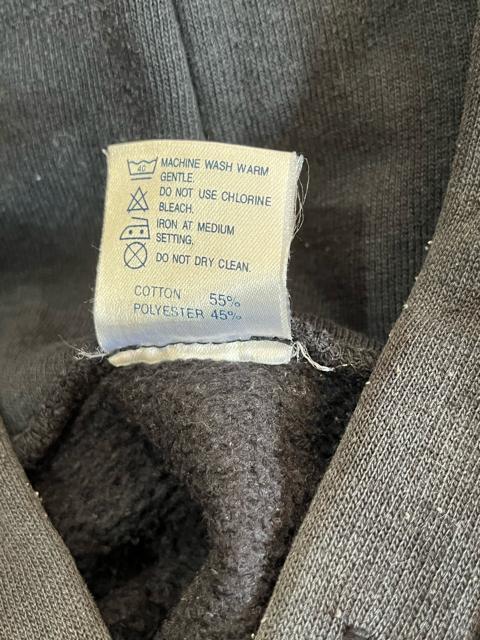 40 MACHINE WASH WARM
GENTLE.
DO NOT USE CHLORINE
BLEACH.
IRON AT MEDIUM
SETTING.
DO NOT DRY CLEAN.
COTTON 55%
POLYESTER 45%